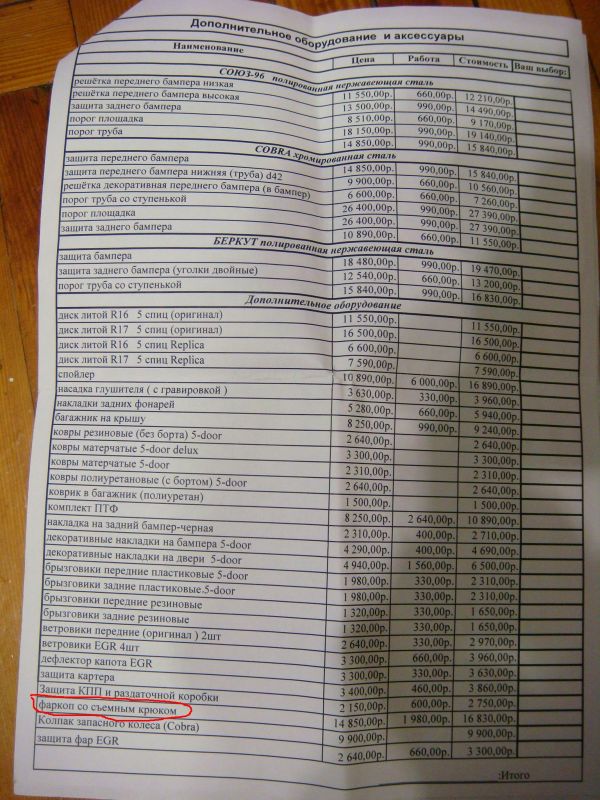 Дополнительное оборудование и аксессуары
Наименование Цена Работа Стоимость Ваш выбор:
СОЮЗ-96 полированная нержавеющая сталь
решётка переднего бампера низкая 11 550,00р. 660,00р. 12 210,00р.
решётка переднего бампера высокая 13 500,00р. 990,00р. 14 490,00р.
защита заднего бампера 8 510,00р. 660,00р. 9 170,00р.
порог площадка 18 150,00р. 990,00р. 19 140,00р.
порог труба 14 850,00р. 990,00р. 15 840,00р.
COBRA хромированная сталь
защита переднего бампера 14 850,00р. 990,00р. 15 840,00р.
защита переднего бампера нижняя (труба) d42 9 900,00р. 660,00р. 10 560,00р.
решётка декоративная переднего бампера (в бампер) 6 600,00р. 660,00р. 7 260,00р.
порог труба со ступенькой 26 400,00р. 990,00р. 27 390,00р.
порог площадка 26 400,00р. 990,00р. 27 390,00р.
защита заднего бампера 10 890,00р. 660,00р. 11 550,00р.
БЕРКУТ полированная нержавеющая сталь
защита бампера 18 480,00р. 990,00р. 19 470,00р.
защита заднего бампера (уголки двойные) 12 540,00р. 660,00р. 13 200,00р.
порог труба со ступенькой 15 840,00р. 990,00р. 16 830,00р.
Дополнительное оборудование
диск литой R16 5 спиц (оригинал) 11 550,00р. 11 550,00р.
диск литой R17 5 спиц (оригинал) 16 500,00р. 16 500,00р.
диск литой R16 5 спиц Replica 6 600,00р. 6 600,00р.
диск литой R17 5 спиц Replica 7 590,00р. 7 590,00р.
спойлер 10 890,00р. 6 000,00р. 16 890,00р.
насадка глушителя ( с гравировкой ) 3 630,00р. 330,00р. 3 960,00р.
накладки задних фонарей 5 280,00р. 660,00р. 5 940,00р.
багажник на крышу 8 250,00р. 990,00р. 9 240,00р.
ковры резиновые (без борта) 5-door 2 640,00р. 2 640,00р.
ковры матерчатые 5-door delux 3 300,00р. 3 300,00р.
ковры матерчатые 5-door 2 310,00р. 2 310,00р.
ковры полиуретановые (с бортом) 5-door 2 640,00р. 2 640,00р.
коврик в багажник (полиуретан) 1 500,00р. 1 500,00р.
комплект ПТФ 8 250,00р. 2 640,00р. 10 890,00р.
накладка на задний бампер-черная 2 310,00р. 400,00р. 2 710,00р.
декоративные накладки на бампера 5-door 4 290,00р. 400,00р. 4 690,00р.
декоративные накладки на двери 5-door 4 940,00р. 1 560,00р. 6 500,00р.
брызговики передние пластиковые 5-door 1 980,00р. 330,00р. 2 310,00р.
брызговики задние пластиковые.5-door 1 980,00р. 330,00р. 2 310,00р.
брызговики передние резиновые 1 320,00р. 330,00р. 1 650,00р.
брызговики задние резиновые 1 320,00р. 330,00р. 1 650,00р.
ветровики передние (оригинал ) 2шт 2 640,00р. 330,00р. 2 970,00р.
ветровики EGR 4шт 3 300,00р. 660,00р. 3 960,00р.
дефлектор капота EGR 3 300,00р. 330,00р. 3 630,00р.
защита картера 3 400,00р. 460,00р. 3 860,00р.
Защита КПП и раздаточной коробки 2 150,00р. 600,00р. 2 750,00р.
фаркоп со съемным крюком 14 850,00р. 1 980,00р. 16 830,00р.
Колпак запасного колеса (Cobra) 9 900,00р. 9 900,00р.
защита фар EGR 2 640,00р. 660,00р. 3 300,00р.
:Итого